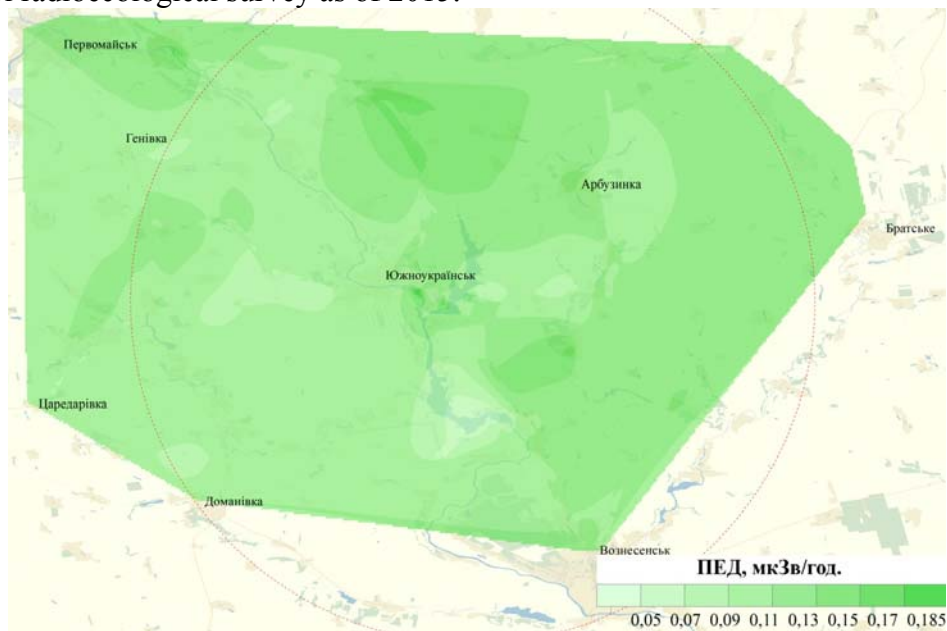 radioecological survey as of 2015.
Первомайськ
Генівка
Арбузинка
Братське
Южноукраїнськ
Царедарівка
Доманівка
Вознесенськ
ПЕД, мкЗв/год.
0,05 0,07 0,09 0,11 0,13 0,15 0,17 0,185